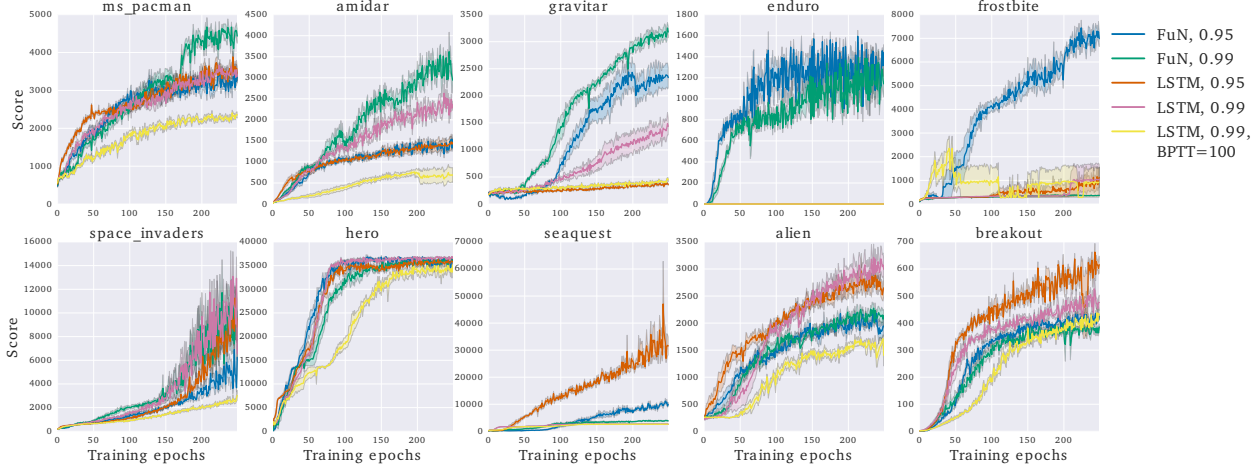 ms_pacman
amidar
gravitar
enduro
frostbite
5000
4000
3000
2000
1000
0
4500
4000
3500
3000
2500
2000
1500
1000
500
0
3500
3000
2500
2000
1500
1000
500
0
1800
1600
1400
1200
1000
800
600
400
200
0
8000
7000
6000
5000
4000
3000
2000
1000
0
Score
0 50 100 150 200
0 50 100 150 200
0 50 100 150 200
0 50 100 150 200
0 50 100 150 200
FuN, 0.95
FuN, 0.99
LSTM, 0.95
LSTM, 0.99
LSTM, 0.99,
BPTT=100
space_invaders
hero
seaquest
alien
breakout
16000
14000
12000
10000
8000
6000
4000
2000
0
40000
35000
30000
25000
20000
15000
10000
5000
0
70000
60000
50000
40000
30000
20000
10000
0
3500
3000
2500
2000
1500
1000
500
0
700
600
500
400
300
200
100
0
Score
0 50 100 150 200
0 50 100 150 200
0 50 100 150 200
0 50 100 150 200
0 50 100 150 200
Training epochs
Training epochs
Training epochs
Training epochs
Training epochs